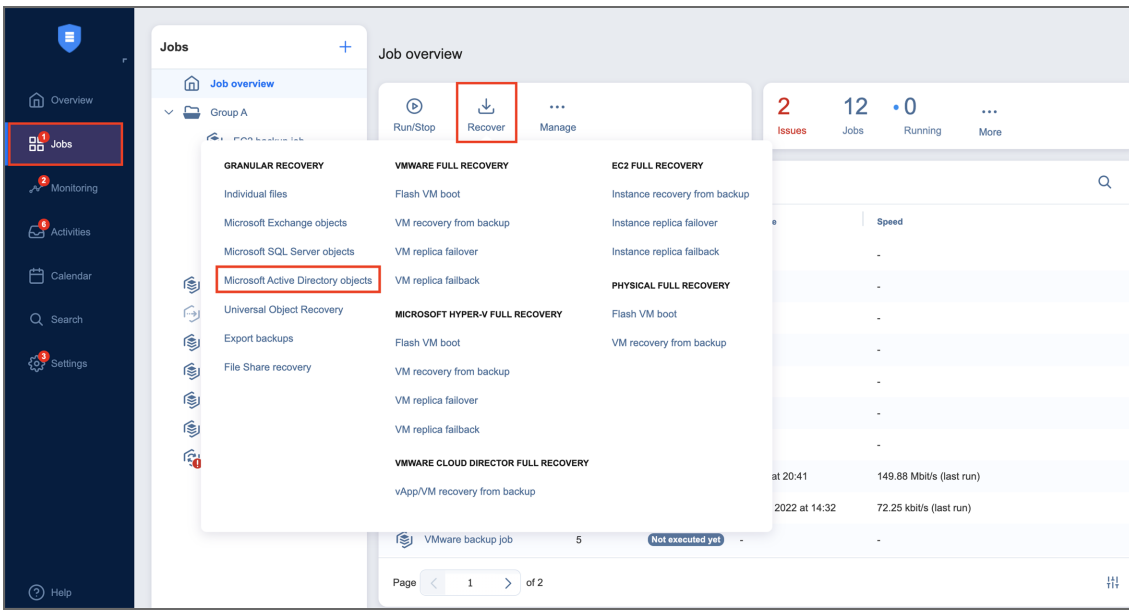 Jobs
+
Job overview
Job overview
Group A
EC2 backup job
Overview
1
Jobs
2
Monitoring
6
Activities
Calendar
Search
3
Settings
Help
Run/Stop
Recover
Manage
2
Issues
12
Jobs
0
Running
More
GRANULAR RECOVERY
Individual files
Microsoft Exchange objects
Microsoft SQL Server objects
Microsoft Active Directory objects
Universal Object Recovery
Export backups
File Share recovery
VMWARE FULL RECOVERY
Flash VM boot
VM recovery from backup
VM replica failover
VM replica failback
MICROSOFT HYPER-V FULL RECOVERY
Flash VM boot
VM recovery from backup
VM replica failover
VM replica failback
VMWARE CLOUD DIRECTOR FULL RECOVERY
vApp/VM recovery from backup
EC2 FULL RECOVERY
Instance recovery from backup
Instance replica failover
Instance replica failback
PHYSICAL FULL RECOVERY
Flash VM boot
VM recovery from backup
e Speed
-
-
-
-
-
-
-
at 20:41 149.88 Mbit/s (last run)
2022 at 14:32 72.25 kbit/s (last run)
VMware backup job 5 Not executed yet - -
Page < 1 > of 2